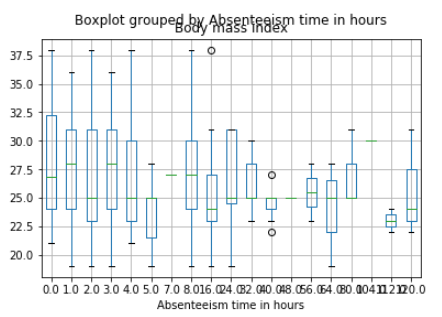 Boxplot grouped by Absenteeism time in hours
Body mass index
37.5
35.0
32.5
30.0
27.5
25.0
22.5
20.0
0.0 1.0 2.0 3.0 4.0 5.0 7.0 8.0 16.0 24.0 32.0 40.0 48.0 56.0 64.0 80.0 104.0 112.0 120.0
Absenteeism time in hours